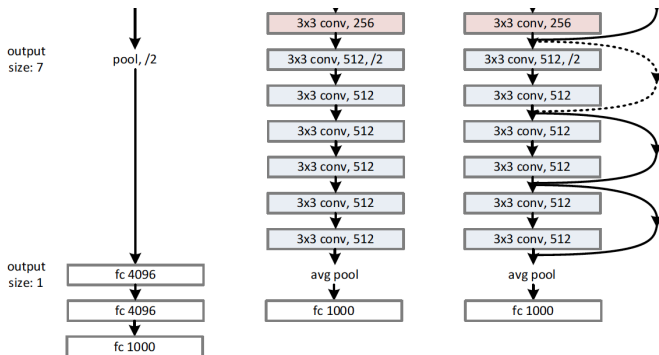 output
size: 7
pool, /2
output
size: 1
fc 4096
fc 4096
fc 1000
3x3 conv, 256
3x3 conv, 512, /2
3x3 conv, 512
3x3 conv, 512
3x3 conv, 512
3x3 conv, 512
3x3 conv, 512
avg pool
fc 1000
3x3 conv, 256
3x3 conv, 512, /2
3x3 conv, 512
3x3 conv, 512
3x3 conv, 512
3x3 conv, 512
3x3 conv, 512
avg pool
fc 1000